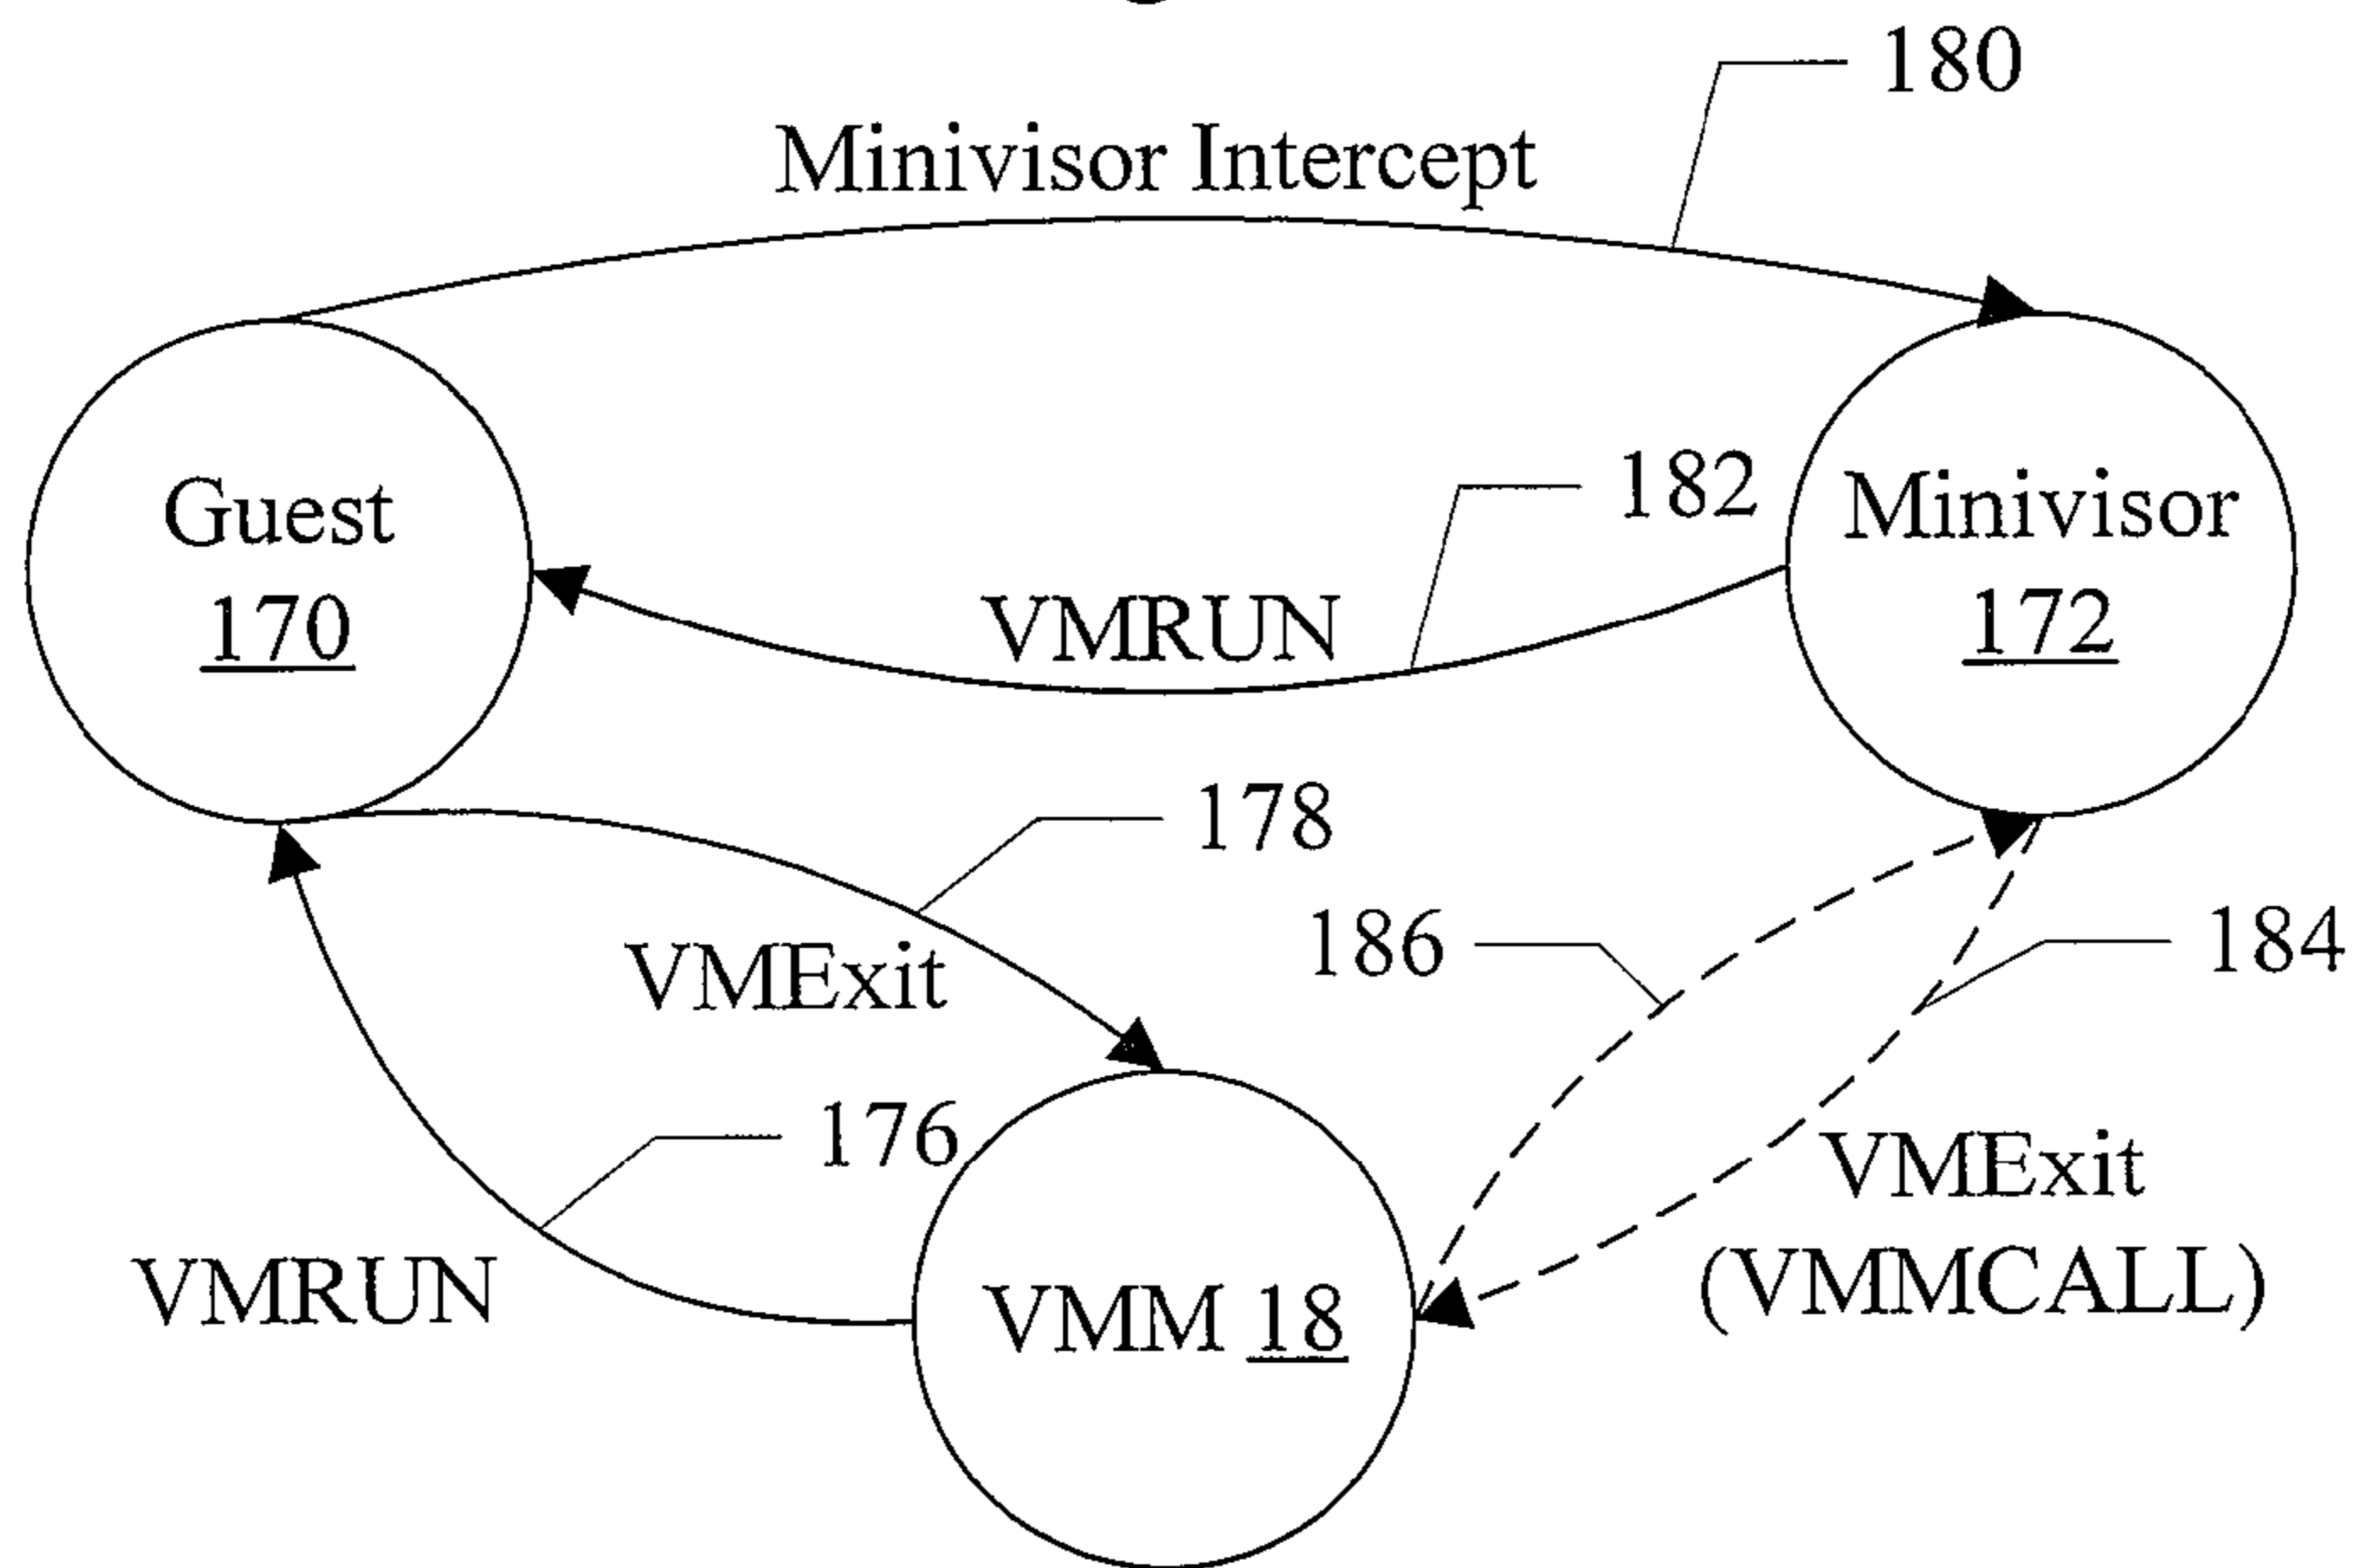 180
Minivisor Intercept
182
Guest
170
Minivisor
172
VMRUN
178
186
184
VMExit
176
VMExit
(VMMCALL)
VMRUN
VMM 18